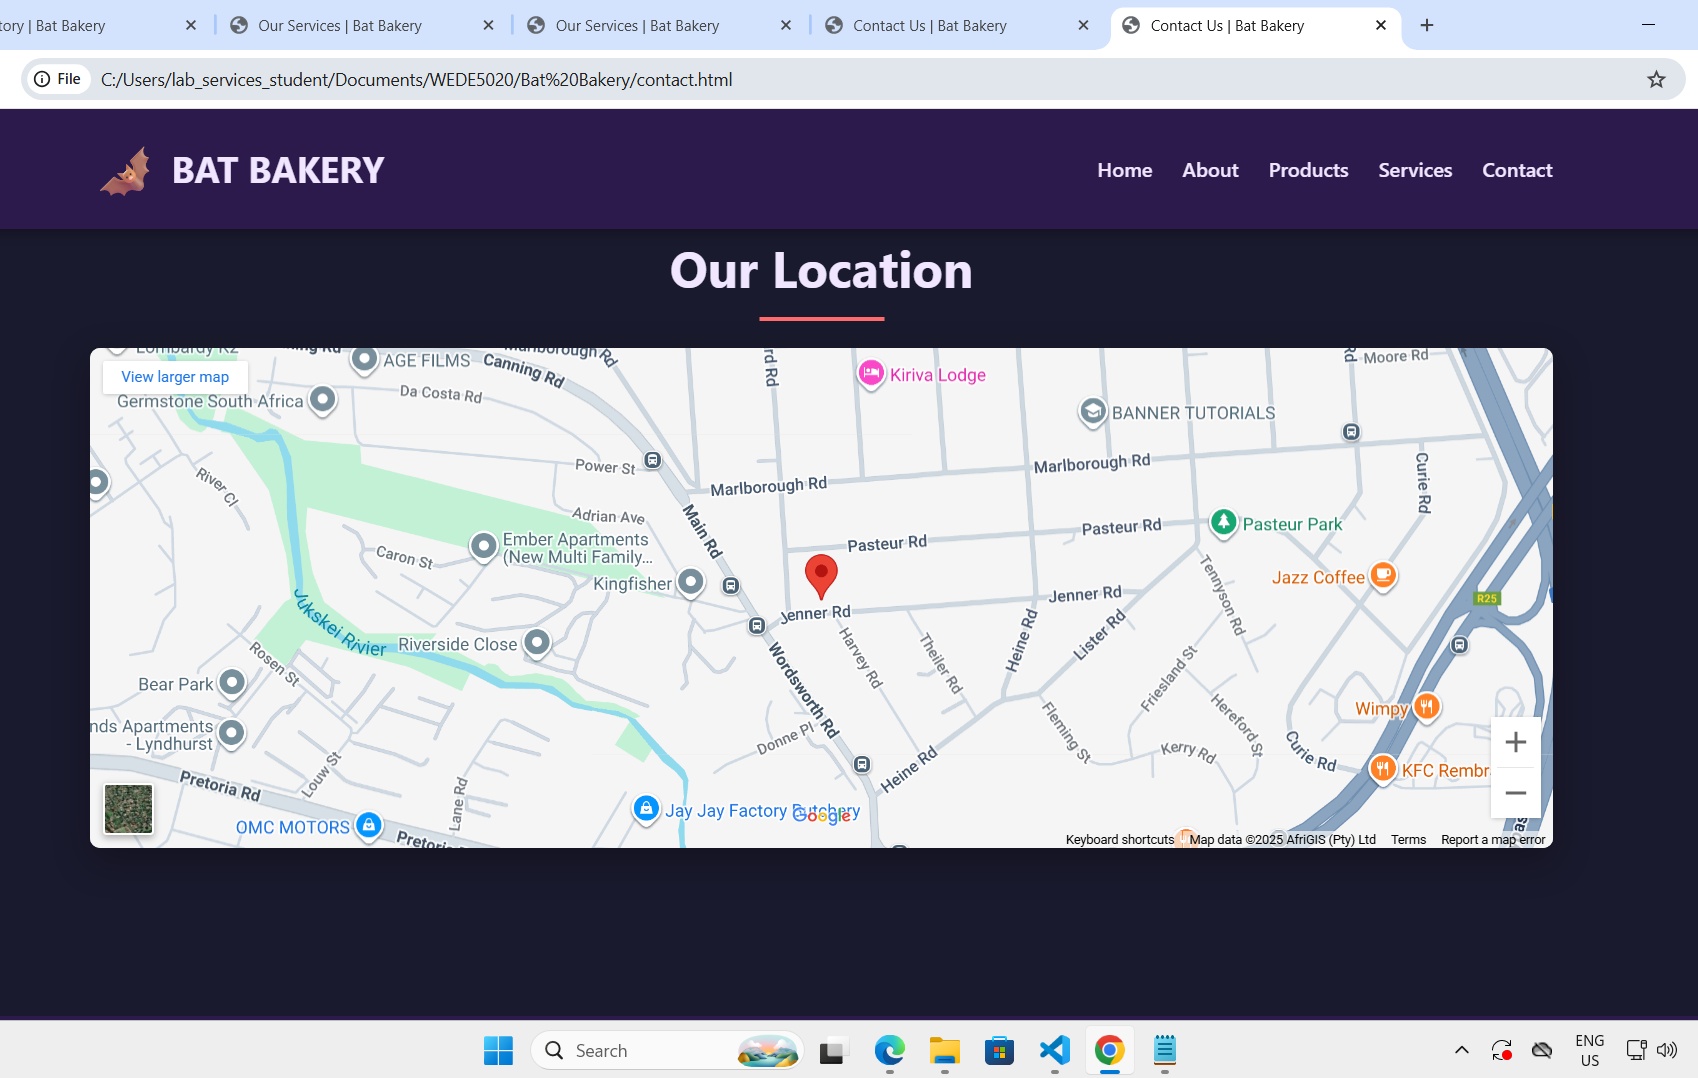 tory | Bat Bakery
Our Services | Bat Bakery
Our Services | Bat Bakery
Contact Us | Bat Bakery
Contact Us | Bat Bakery
File
C:/Users/lab_services_student/Documents/WEDE5020/Bat%20Bakery/contact.html
BAT BAKERY
Home
About
Products
Services
Contact
Our Location
Lombardy K2
AGE FILMS
Canning Rd
Marlborough Rd
Moore Rd
View larger map
Kiriva Lodge
Germstone South Africa
Da Costa Rd
BANNER TUTORIALS
Power St
Marlborough Rd
Marlborough Rd
River Cl
Curie Rd
Adrian Ave
Main Rd
Pasteur Rd
Pasteur Rd
Pasteur Park
Ember Apartments
(New Multi Family...
Caron St
Kingfisher
Jazz Coffee
Tennyson Rd
Jenner Rd
Jenner Rd
R25
Jukskei Rivier
Riverside Close
Harvey Rd
Theiler Rd
Heine Rd
Lister Rd
Rosen St
Wordsworth Rd
Friesland St
Bear Park
Wimpy
nds Apartments
- Lyndhurst
Donne Pl
Fleming St
Hereford St
Kerry Rd
Curie Rd
Louw St
Pretoria Rd
Heine Rd
KFC Rembr
Lane Rd
Jay Jay Factory Butchery
Google
OMC MOTORS
Pretoria
Keyboard shortcuts
Map data ©2025 AfriGIS (Pty) Ltd
Terms
Report a map error
Search
ENG
US